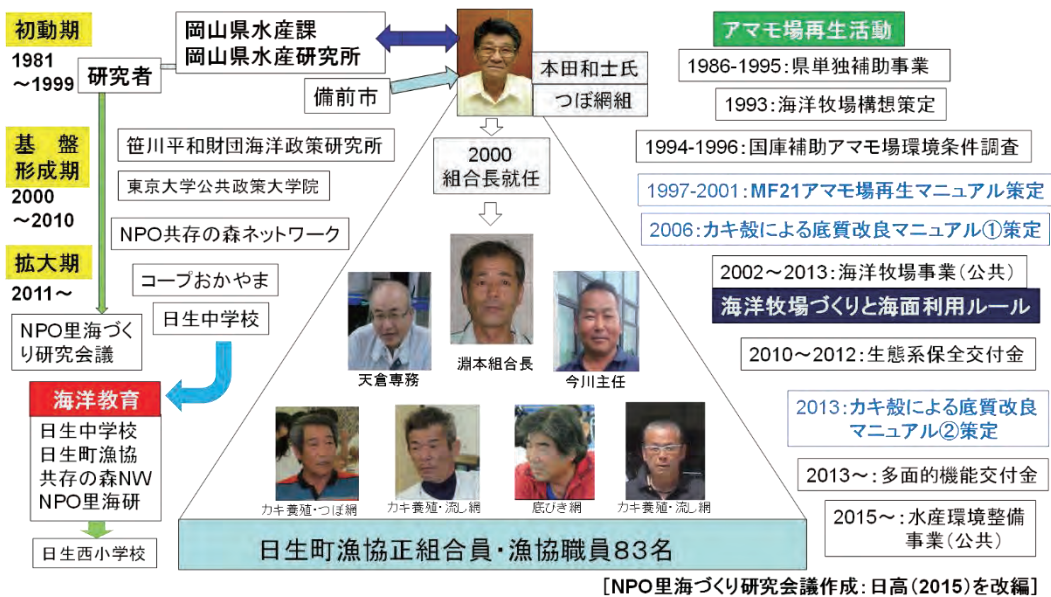 初動期
1981
～1999
研究者
岡山県水産課
岡山県水産研究所
備前市
本田和士氏
つぼ網組
基盤
形成期
2000
～2010
笹川平和財団海洋政策研究所
東京大学公共政策大学院
NPO共存の森ネットワーク
拡大期
2011～
コープおかやま
日生中学校
NPO里海づく
り研究会議
海洋教育
日生中学校
日生町漁協
共存の森NW
NPO里海研
日生西小学校
2000
組合長就任
天倉専務
淵本組合長
今川主任
カキ養殖・つぼ網
カキ養殖・流し網
底びき網
カキ養殖・流し網
日生町漁協正組合員・漁協職員83名
アマモ場再生活動
1986-1995:県単独補助事業
1993:海洋牧場構想策定
1994-1996:国庫補助アマモ場環境条件調査
1997-2001:MF21アマモ場再生マニュアル策定
2006:カキ殻による底質改良マニュアル①策定
2002～2013:海洋牧場事業(公共)
海洋牧場づくりと海面利用ルール
2010～2012:生態系保全交付金
2013:カキ殻による底質改良
マニュアル②策定
2013～:多面的機能交付金
2015～:水産環境整備
事業(公共)
[NPO里海づくり研究会議作成:日高(2015)を改編]